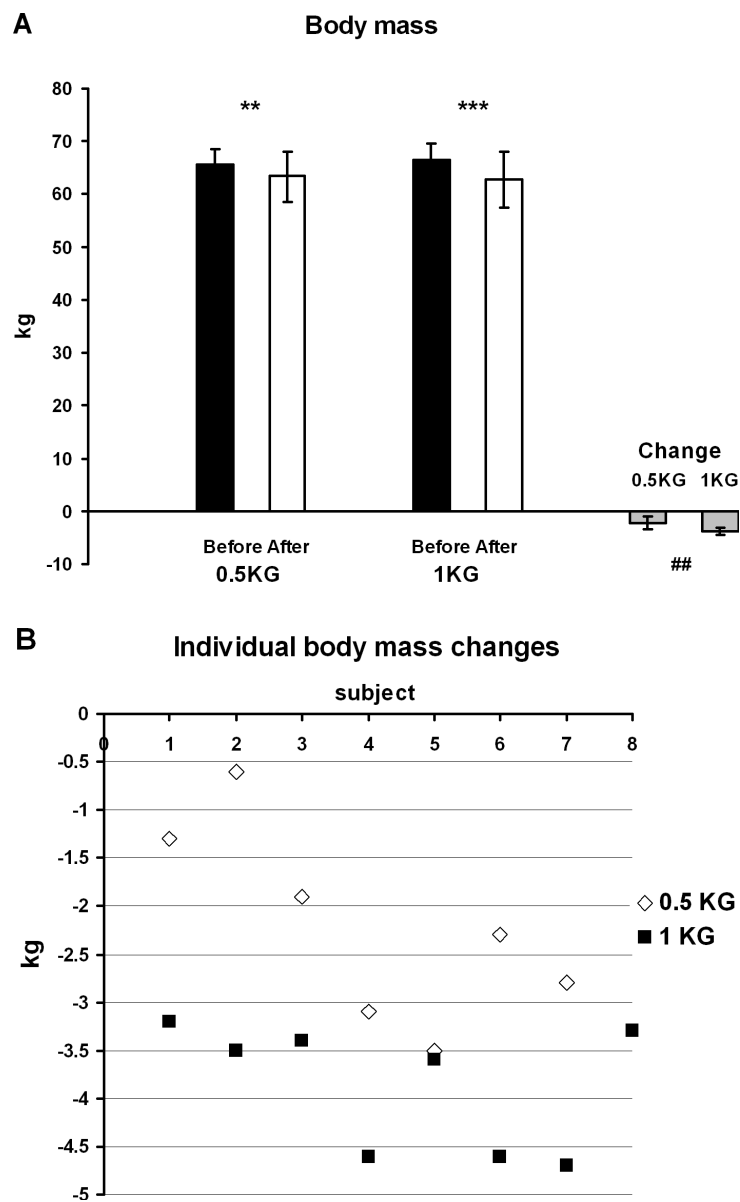 A
Body mass
80
** ***
70
60
50
40
kg
30
20
10
Change
0.5KG 1KG
0
Before After Before After
-10
0.5KG 1KG
##
B
Individual body mass changes
subject
0
0 1 2 3 4 5 6 7 8
-0.5
-1
-1.5
-2
0.5 KG
1 KG
-2.5
kg
-3
-3.5
-4
-4.5
-5